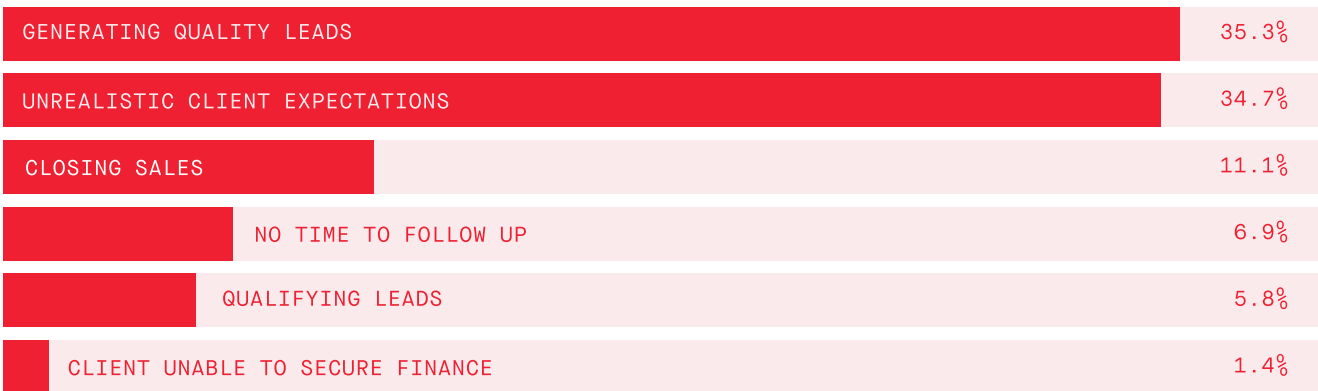 GENERATING QUALITY LEADS 35.3%
UNREALISTIC CLIENT EXPECTATIONS 34.7%
CLOSING SALES 11.1%
NO TIME TO FOLLOW UP 6.9%
QUALIFYING LEADS 5.8%
CLIENT UNABLE TO SECURE FINANCE 1.4%